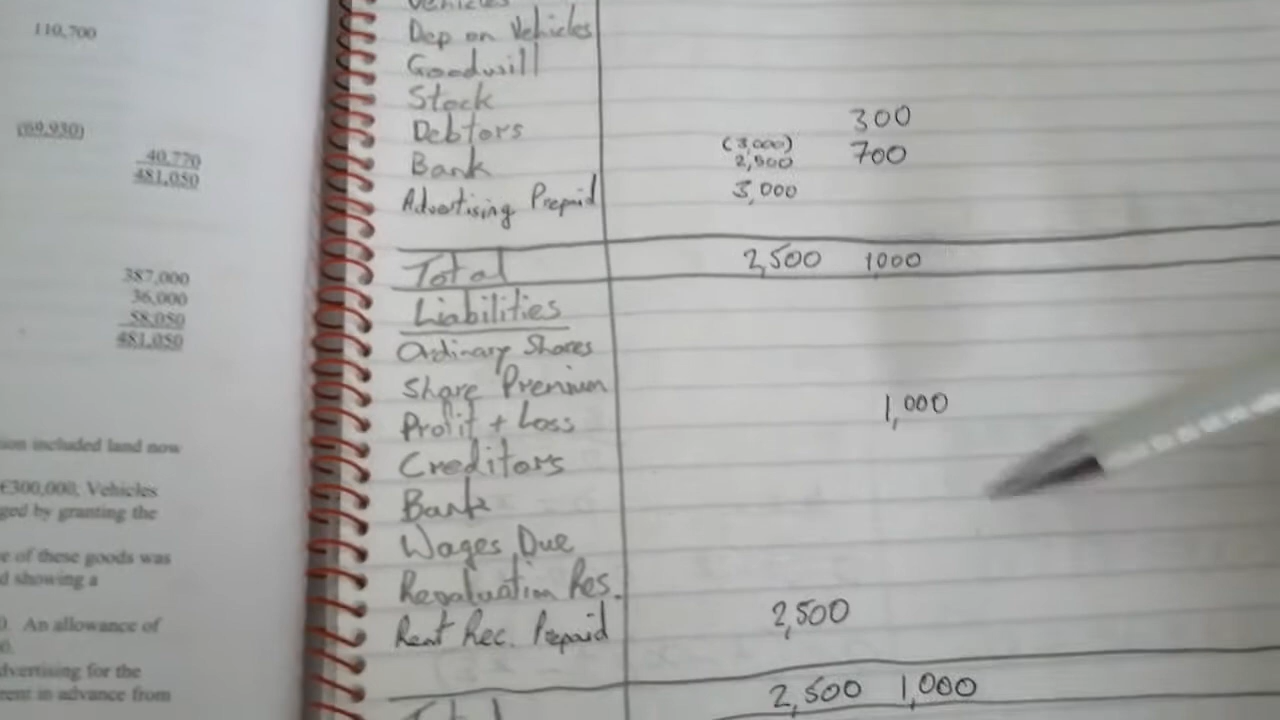 110,700
(69,930)
40,770
481,050
387,000
36,000
58,050
481,050
included land now
€300,000, Vehicles
by granting the
e of these goods was
d showing a
An allowance of
for the
rent in advance from
Vehicles
Dep on Vehicles
Goodwill
Stock
Debtors 300
Bank (3,000) 2,500 700
Advertising Prepaid 3,000
Total 2,500 1000
Liabilities
Ordinary Shares
Share Premium
Profit + Loss 1,000
Creditors
Bank
Wages Due
Revaluation Res.
Rent Rec. Prepaid 2,500
Total 2,500 1,000